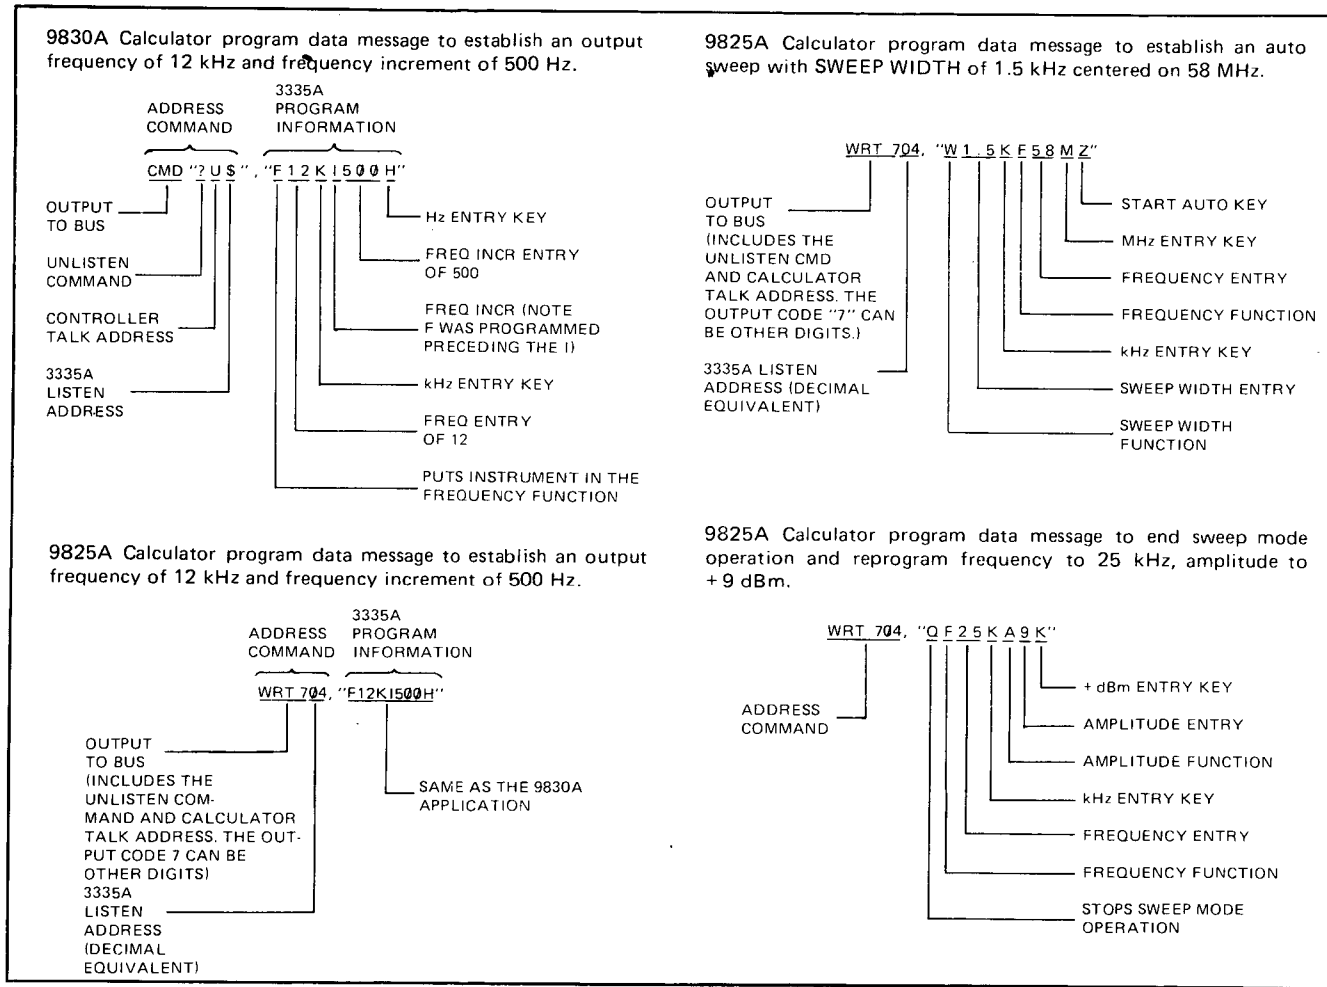 9830A Calculator program data message to establish an output
frequency of 12 kHz and frequency increment of 500 Hz.
ADDRESS
COMMAND
3335A
PROGRAM
INFORMATION
CMD "?U$", "F12KI500H"
OUTPUT
TO BUS
UNLISTEN
COMMAND
CONTROLLER
TALK ADDRESS
3335A
LISTEN
ADDRESS
Hz ENTRY KEY
FREQ INCR ENTRY
OF 500
FREQ INCR (NOTE
F WAS PROGRAMMED
PRECEDING THE I)
kHz ENTRY KEY
FREQ ENTRY
OF 12
PUTS INSTRUMENT IN THE
FREQUENCY FUNCTION
9825A Calculator program data message to establish an output
frequency of 12 kHz and frequency increment of 500 Hz.
ADDRESS
COMMAND
3335A
PROGRAM
INFORMATION
WRT 704, "F12KI500H"
OUTPUT
TO BUS
(INCLUDES THE
UNLISTEN COM-
MAND AND CALCULATOR
TALK ADDRESS. THE OUT-
PUT CODE 7 CAN BE
OTHER DIGITS)
3335A
LISTEN
ADDRESS
(DECIMAL
EQUIVALENT)
SAME AS THE 9830A
APPLICATION
9825A Calculator program data message to establish an auto
sweep with SWEEP WIDTH of 1.5 kHz centered on 58 MHz.
WRT 704, "W1.5KF58MZ"
OUTPUT
TO BUS
(INCLUDES THE
UNLISTEN CMD
AND CALCULATOR
TALK ADDRESS. THE
OUTPUT CODE "7" CAN
BE OTHER DIGITS.)
3335A LISTEN
ADDRESS (DECIMAL
EQUIVALENT)
START AUTO KEY
MHz ENTRY KEY
FREQUENCY ENTRY
FREQUENCY FUNCTION
kHz ENTRY KEY
SWEEP WIDTH ENTRY
SWEEP WIDTH
FUNCTION
9825A Calculator program data message to end sweep mode
operation and reprogram frequency to 25 kHz, amplitude to
+9 dBm.
WRT 704, "QF25KA9K"
ADDRESS
COMMAND
+ dBm ENTRY KEY
AMPLITUDE ENTRY
AMPLITUDE FUNCTION
kHz ENTRY KEY
FREQUENCY ENTRY
FREQUENCY FUNCTION
STOPS SWEEP MODE
OPERATION